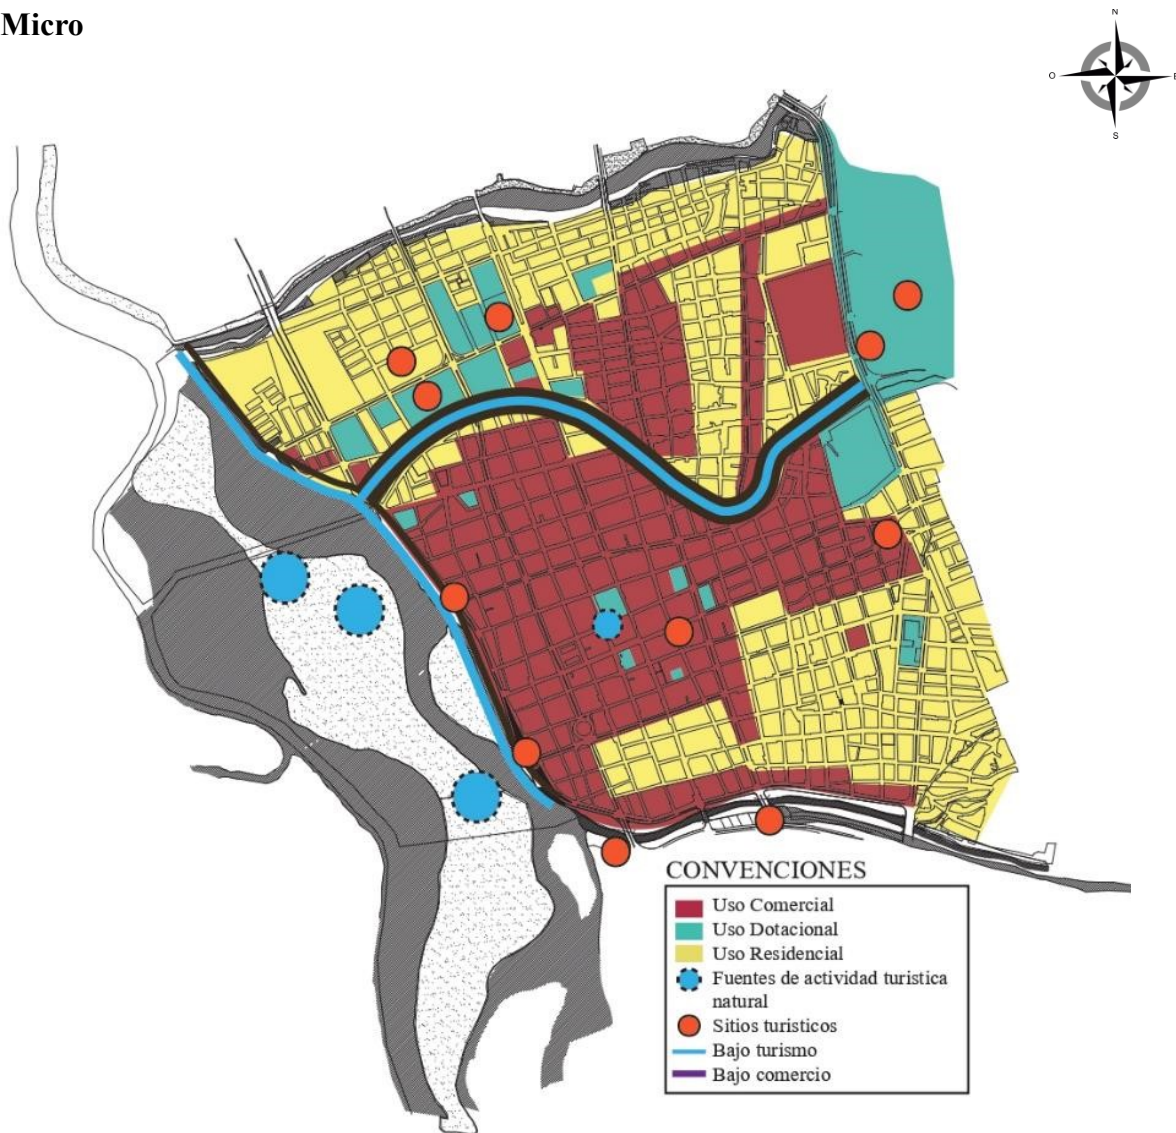 Micro
N
O
E
S
CONVENCIONES
Uso Comercial
Uso Dotacional
Uso Residencial
Fuentes de actividad turistica
natural
Sitios turisticos
Bajo turismo
Bajo comercio